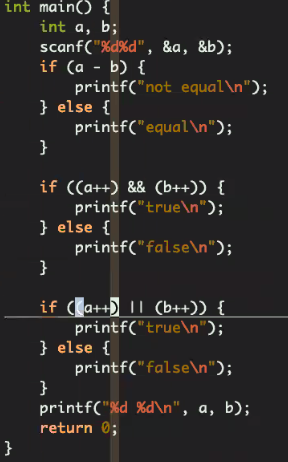 int main() {
    int a, b;
    scanf("%d%d", &a, &b);
    if (a - b) {
        printf("not equal\n");
    } else {
        printf("equal\n");
    }

    if ((a++) && (b++)) {
        printf("true\n");
    } else {
        printf("false\n");
    }

    if ((a++) || (b++)) {
        printf("true\n");
    } else {
        printf("false\n");
    }
    printf("%d %d\n", a, b);
    return 0;
}